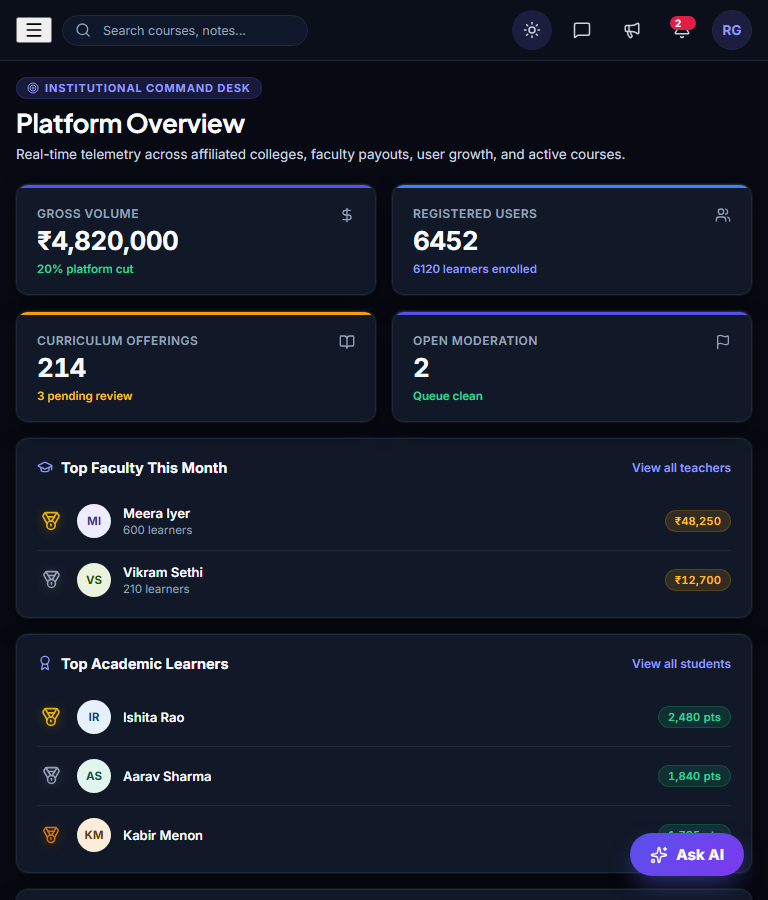 Search courses, notes...
2
RG
INSTITUTIONAL COMMAND DESK
Platform Overview
Real-time telemetry across affiliated colleges, faculty payouts, user growth, and active courses.
GROSS VOLUME
₹4,820,000
20% platform cut
REGISTERED USERS
6452
6120 learners enrolled
CURRICULUM OFFERINGS
214
3 pending review
OPEN MODERATION
2
Queue clean
Top Faculty This Month
View all teachers
MI
Meera Iyer
600 learners
₹48,250
VS
Vikram Sethi
210 learners
₹12,700
Top Academic Learners
View all students
IR
Ishita Rao
2,480 pts
AS
Aarav Sharma
1,840 pts
KM
Kabir Menon
Ask AI